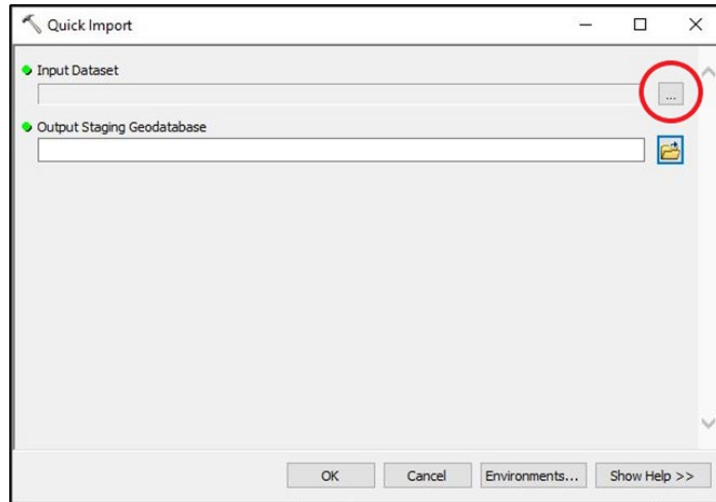 Quick Import
Input Dataset
...
Output Staging Geodatabase
OK Cancel Environments... Show Help >>